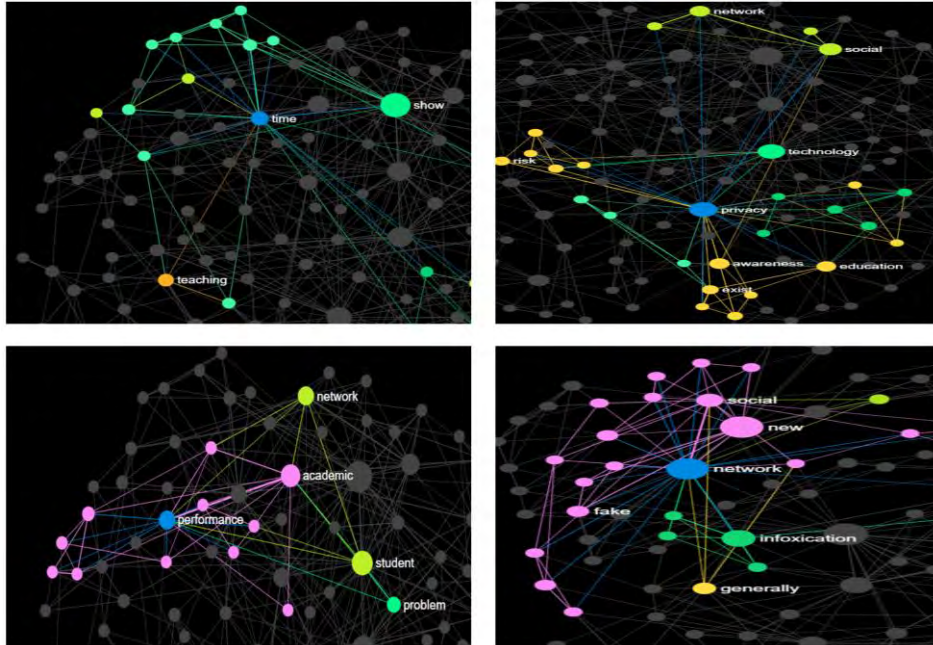 show
time
teaching
network
social
technology
risk
privacy
awareness
education
exist
network
academic
performance
student
problem
social
new
network
fake
infoxication
generally